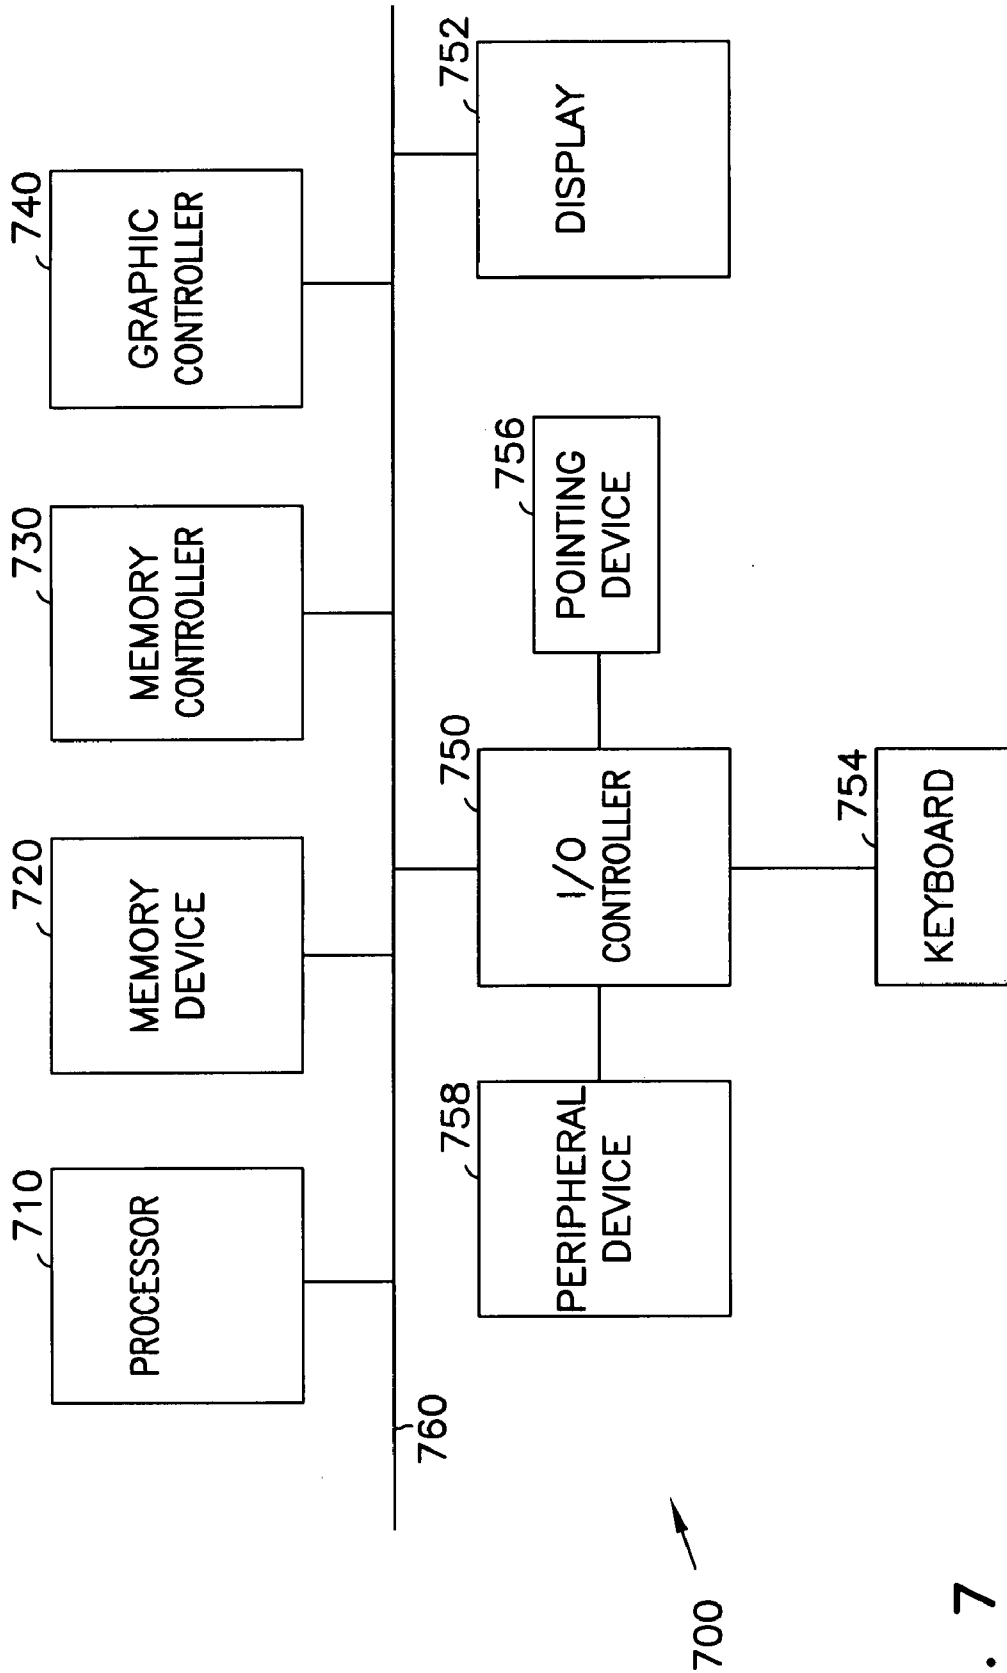 710
PROCESSOR
720
MEMORY
DEVICE
730
MEMORY
CONTROLLER
740
GRAPHIC
CONTROLLER
760
758
PERIPHERAL
DEVICE
750
I/O
CONTROLLER
756
POINTING
DEVICE
752
DISPLAY
754
KEYBOARD
700
. 7